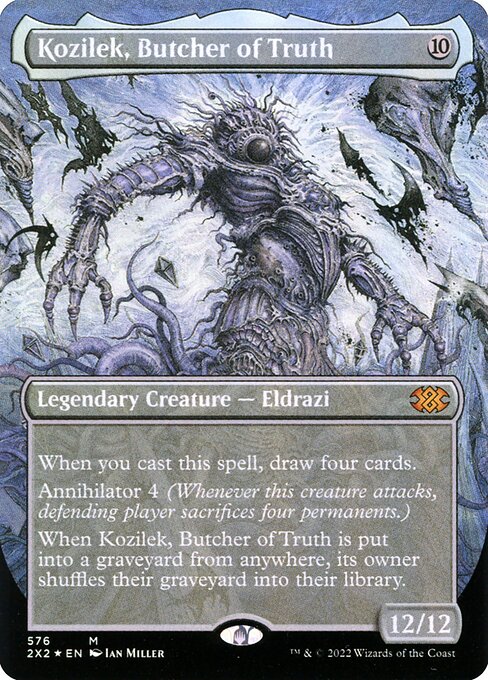 Kozilek, Butcher of Truth 10
Legendary Creature — Eldrazi
When you cast this spell, draw four cards.
Annihilator 4 (Whenever this creature attacks,
defending player sacrifices four permanents.)
When Kozilek, Butcher of Truth is put
into a graveyard from anywhere, its owner
shuffles their graveyard into their library.
12/12
576 M
2X2 ★ EN Ian Miller
™ & © 2022 Wizards of the Coast